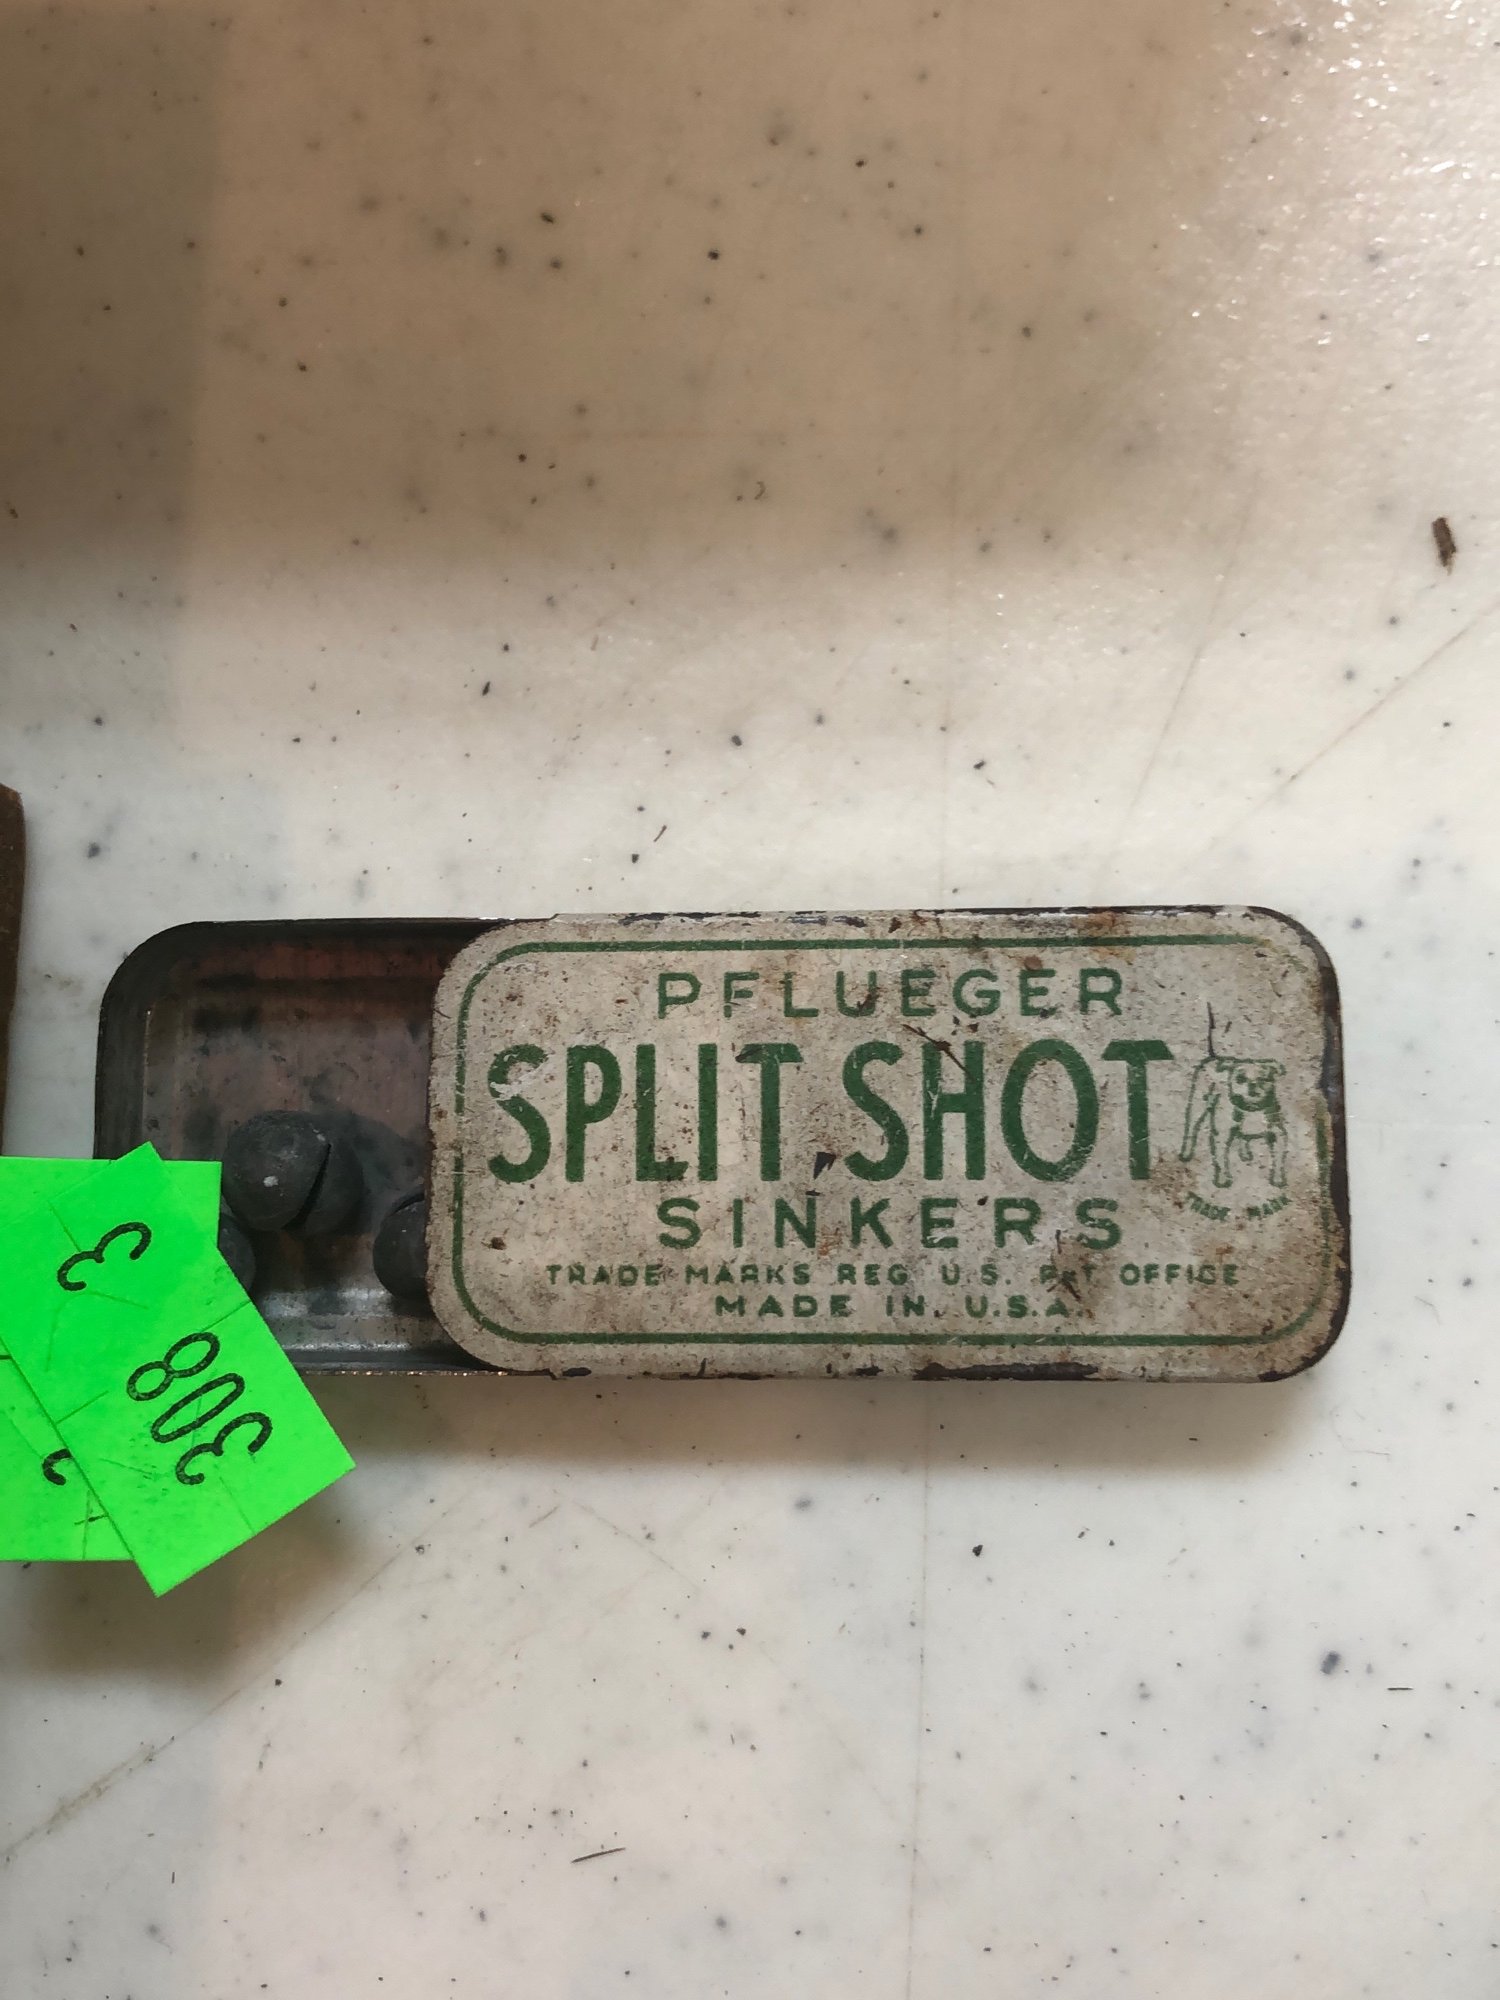 PFLUEGER
SPLIT SHOT
SINKERS
TRADE MARKS REG U.S. PAT OFFICE
MADE IN U.S.A.
TRADE MARK
308
3